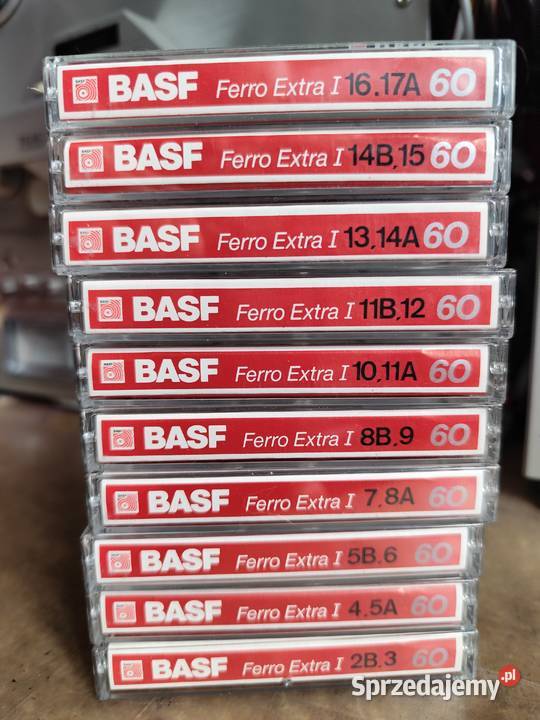 BASF Ferro Extra I 16.17A 60
BASF Ferro Extra I 14B,15 60
BASF Ferro Extra I 13,14A 60
BASF Ferro Extra I 11B,12 60
BASF Ferro Extra I 10,11A 60
BASF Ferro Extra I 8B.9 60
BASF Ferro Extra I 7,8A 60
BASF Ferro Extra I 5B.6 60
BASF Ferro Extra I 4.5A 60
BASF Ferro Extra I 2B.3 60
Sprzedajemy.pl